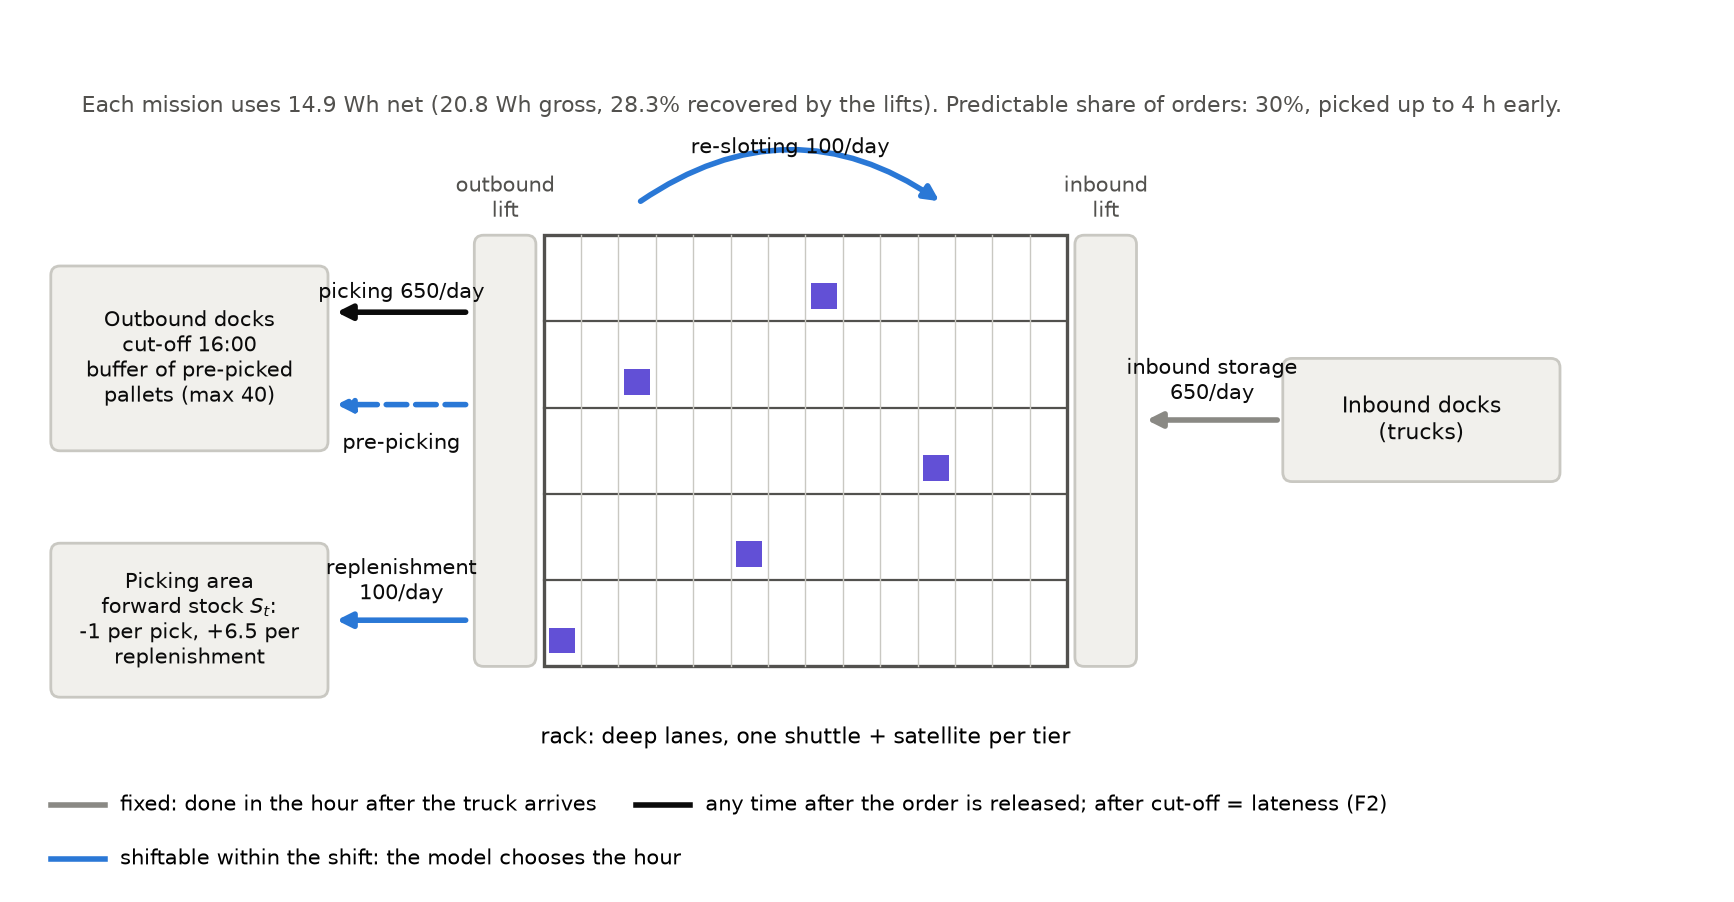 Each mission uses 14.9 Wh net (20.8 Wh gross, 28.3% recovered by the lifts). Predictable share of orders: 30%, picked up to 4 h early.
re-slotting 100/day
outbound
lift
inbound
lift
picking 650/day
Outbound docks
cut-off 16:00
buffer of pre-picked
pallets (max 40)
pre-picking
inbound storage
650/day
Inbound docks
(trucks)
replenishment
100/day
Picking area
forward stock Sₜ:
-1 per pick, +6.5 per
replenishment
rack: deep lanes, one shuttle + satellite per tier
fixed: done in the hour after the truck arrives
any time after the order is released; after cut-off = lateness (F2)
shiftable within the shift: the model chooses the hour